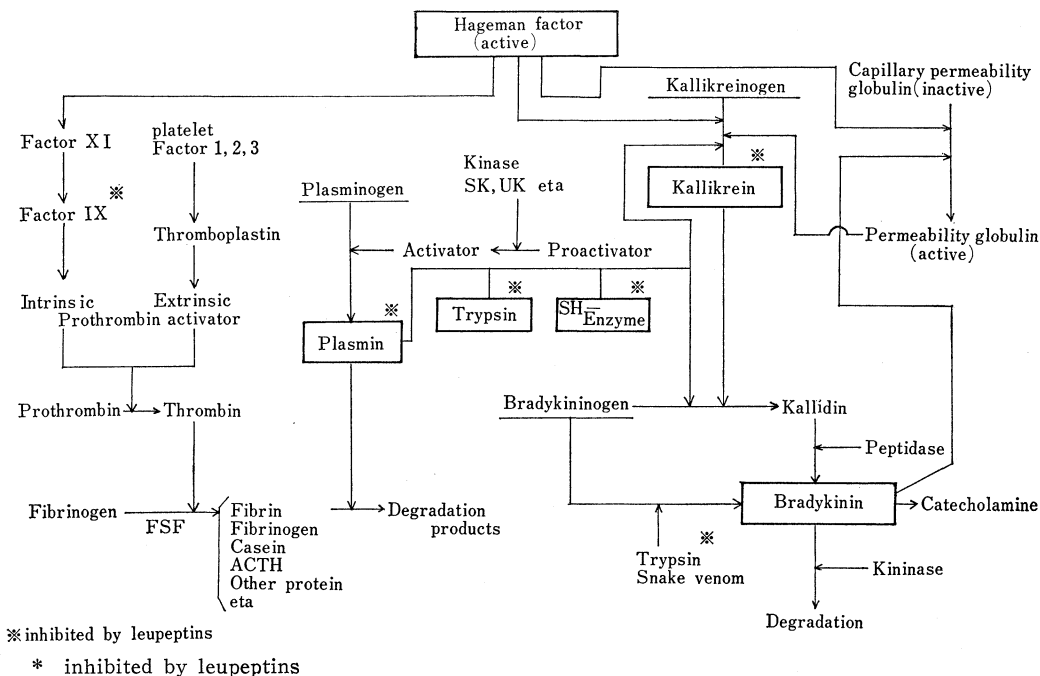 Hageman factor
(active)
Capillary permeability
globulin(inactive)
Kallikreinogen
Factor XI
platelet
Factor 1, 2, 3
Kinase
SK, UK eta
※
Kallikrein
Plasminogen
※
Factor IX
Thromboplastin
Activator
Proactivator
Permeability globulin
(active)
Intrinsic
Extrinsic
Prothrombin activator
※
Plasmin
※
Trypsin
※
SH-
Enzyme
Prothrombin
Thrombin
Bradykininogen
Kallidin
Peptidase
Fibrinogen
FSF
Fibrin
Fibrinogen
Casein
ACTH
Other protein
eta
Degradation
products
Bradykinin
Catecholamine
※
Trypsin
Snake venom
Kininase
Degradation
※inhibited by leupeptins
* inhibited by leupeptins